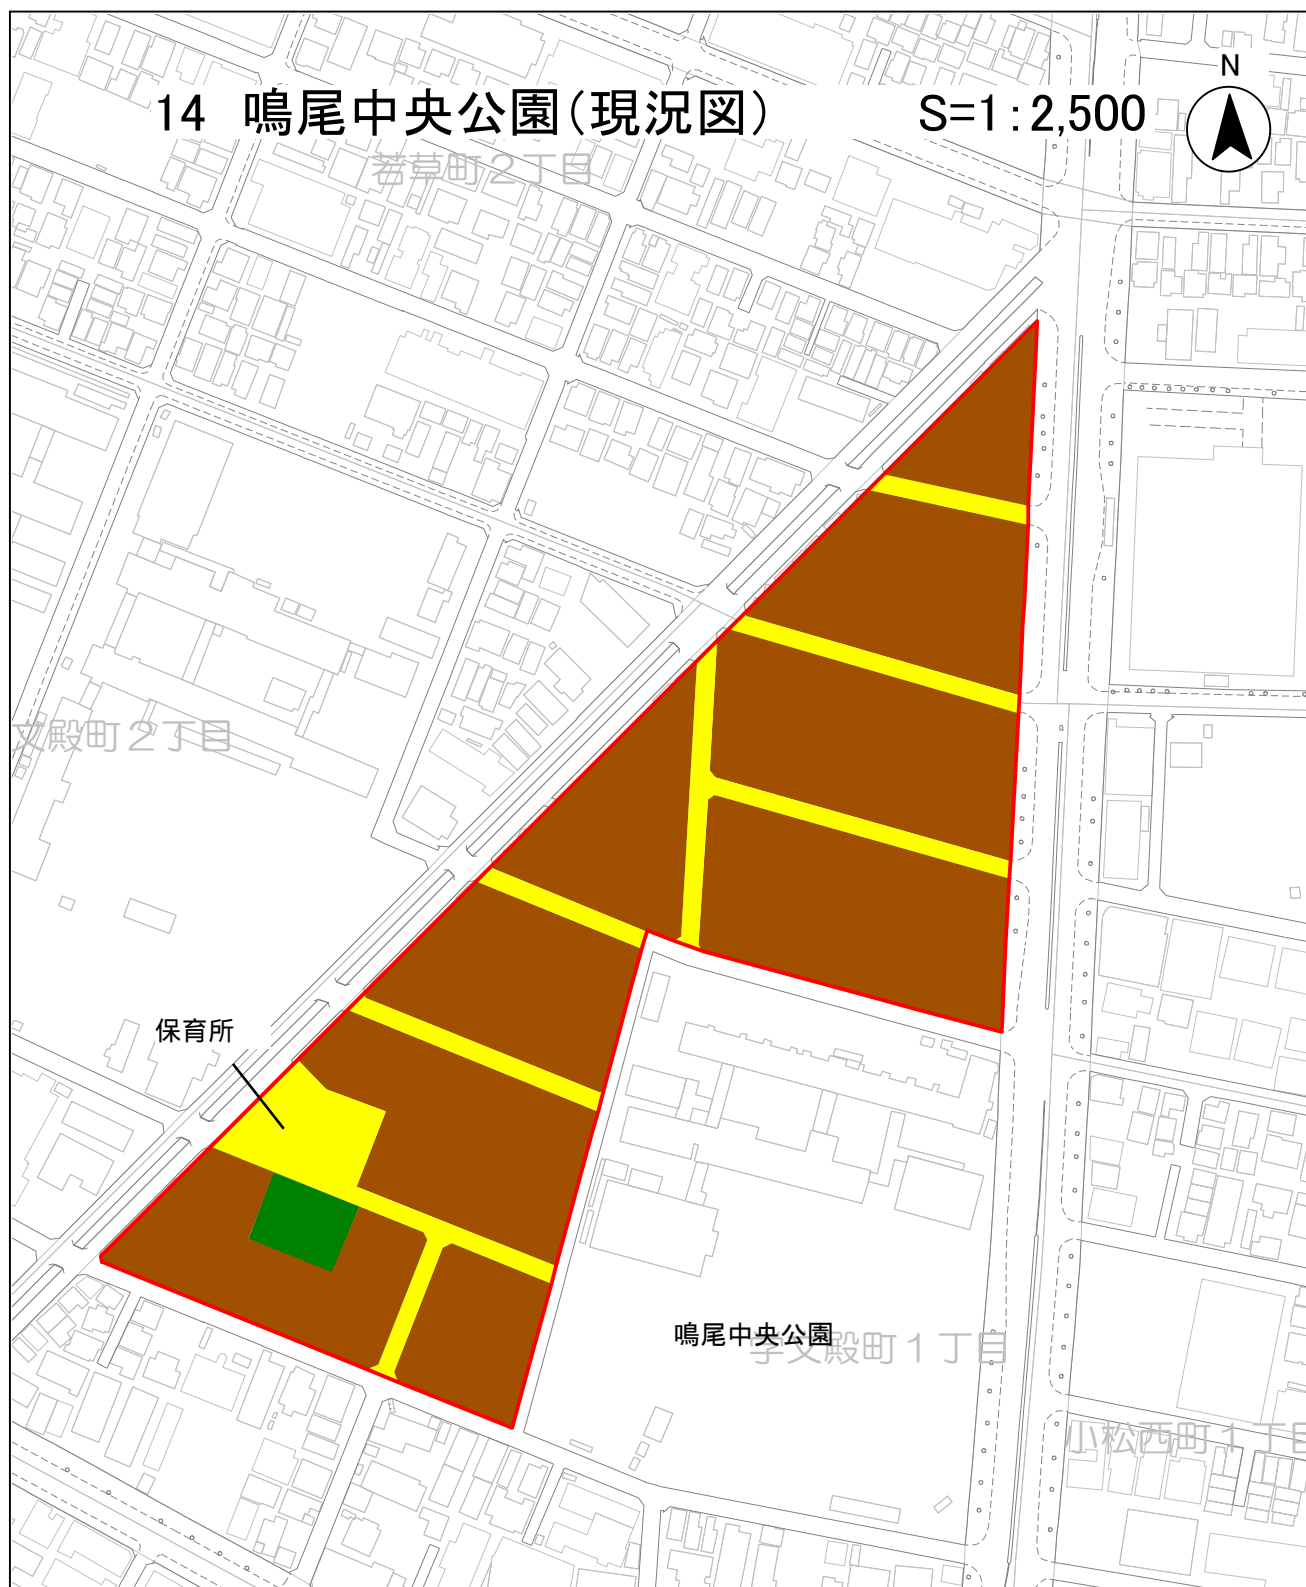 N
14　鳴尾中央公園(現況図)　S=1:2,500
若草町２丁目
文殿町２丁目
保育所
鳴尾中央公園
学文殿町１丁目
小松西町１丁目